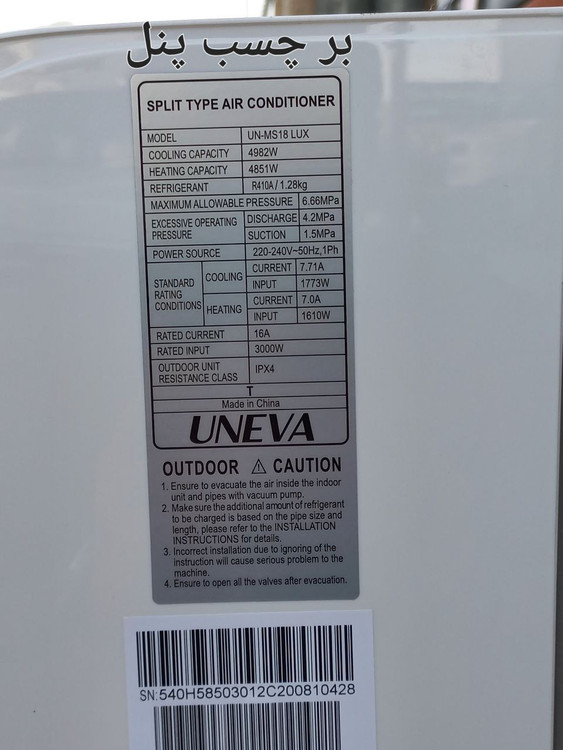 بر چسب پنل
SPLIT TYPE AIR CONDITIONER
MODEL UN-MS18 LUX
COOLING CAPACITY 4982W
HEATING CAPACITY 4851W
REFRIGERANT R410A / 1.28kg
MAXIMUM ALLOWABLE PRESSURE 6.66MPa
EXCESSIVE OPERATING PRESSURE DISCHARGE 4.2MPa
SUCTION 1.5MPa
POWER SOURCE 220-240V~50Hz,1Ph
STANDARD RATING CONDITIONS COOLING CURRENT 7.71A
INPUT 1773W
HEATING CURRENT 7.0A
INPUT 1610W
RATED CURRENT 16A
RATED INPUT 3000W
OUTDOOR UNIT RESISTANCE CLASS IPX4
T
Made in China
UNEVA
OUTDOOR ⚠ CAUTION
1. Ensure to evacuate the air inside the indoor
unit and pipes with vacuum pump.
2. Make sure the additional amount of refrigerant
to be charged is based on the pipe size and
length, please refer to the INSTALLATION
INSTRUCTIONS for details.
3. Incorrect installation due to ignoring of the
instruction will cause serious problem to the
machine.
4. Ensure to open all the valves after evacuation.
SN:540H58503012C200810428